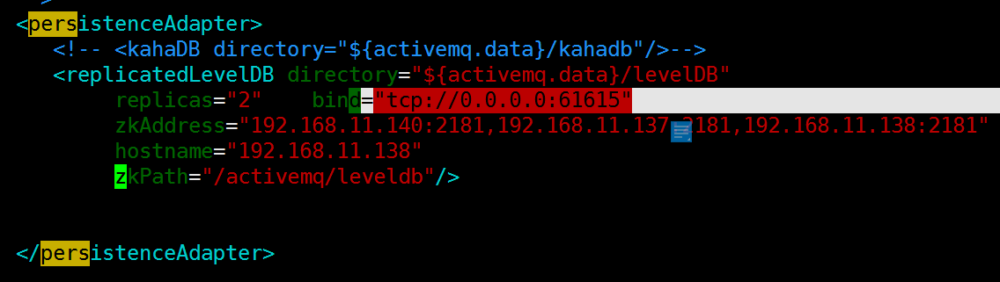 >
<persistenceAdapter>
<!-- <kahaDB directory="${activemq.data}/kahadb"/>-->
<replicatedLevelDB directory="${activemq.data}/levelDB"
replicas="2" bind="tcp://0.0.0.0:61615"
zkAddress="192.168.11.140:2181,192.168.11.137 2181,192.168.11.138:2181"
hostname="192.168.11.138"
zkPath="/activemq/leveldb"/>
</persistenceAdapter>